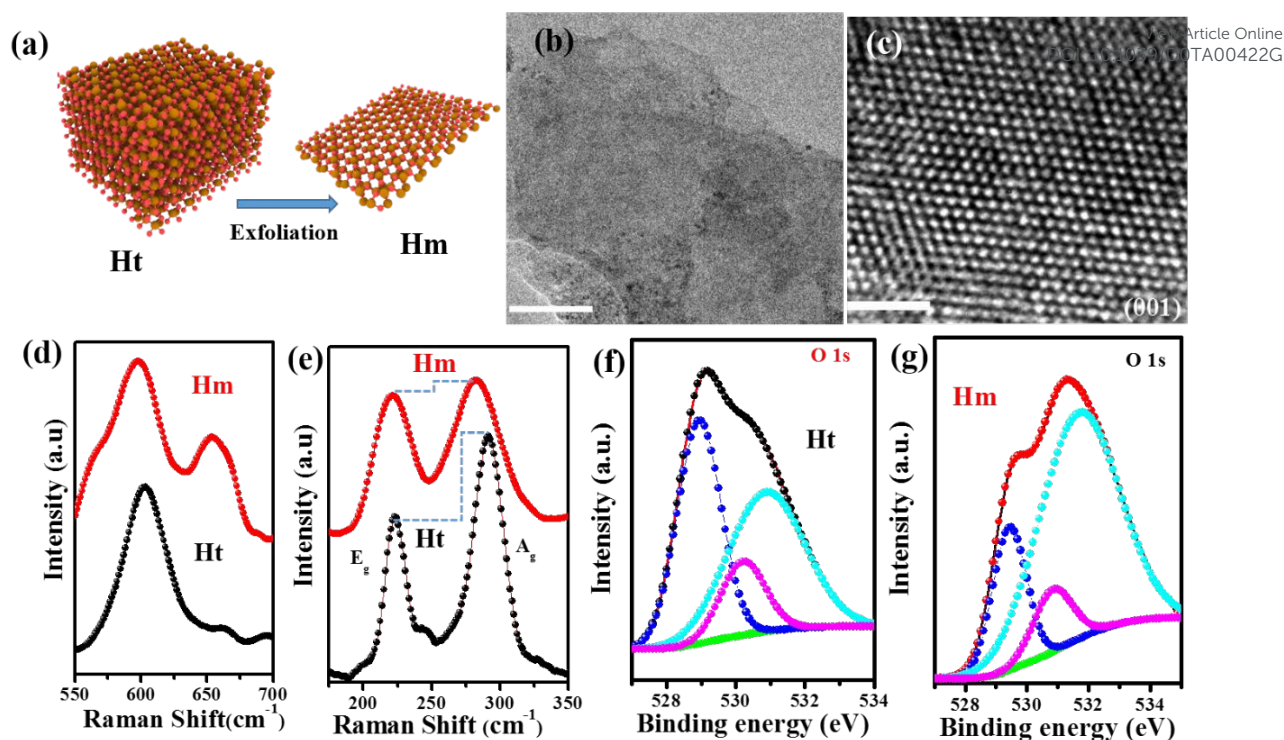 (a)
Ht
Exfoliation
Hm
(b)
(c)
Article Online
(001)
(d)
Hm
Ht
Intensity (a.u)
550 600 650 700
Raman Shift(cm⁻¹)
(e)
Hm
Ht
E_g
A_g
Intensity (a.u)
200 250 300 350
Raman Shift (cm⁻¹)
(f)
O 1s
Ht
Intensity (a.u.)
528 530 532 534
Binding energy (eV)
(g)
O 1s
Hm
Intensity (a.u.)
528 530 532 534
Binding energy (eV)